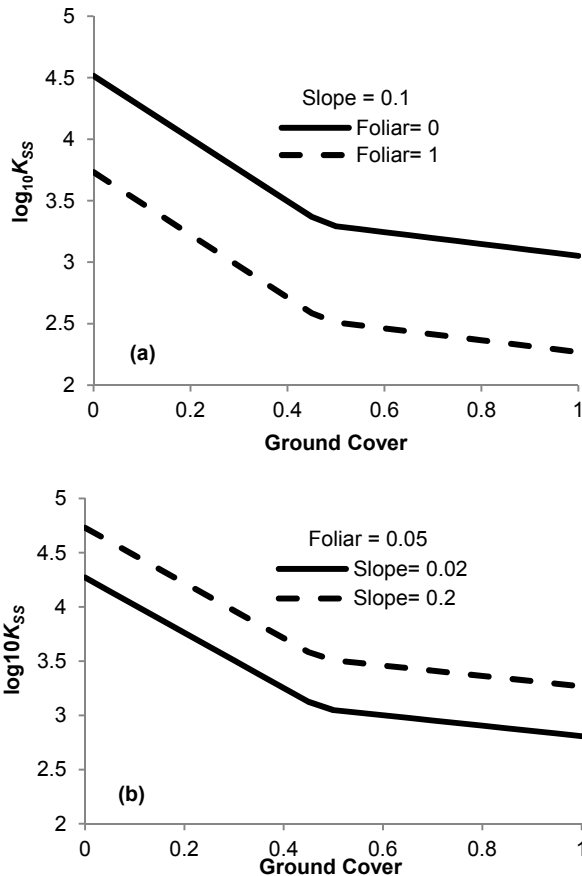 5
4.5
4
3.5
3
2.5
2
log₁₀Kss
Slope = 0.1
Foliar= 0
Foliar= 1
(a)
0 0.2 0.4 0.6 0.8 1
Ground Cover
5
4.5
4
3.5
3
2.5
2
log10Kss
Foliar = 0.05
Slope= 0.02
Slope= 0.2
(b)
0 0.2 0.4 0.6 0.8 1
Ground Cover